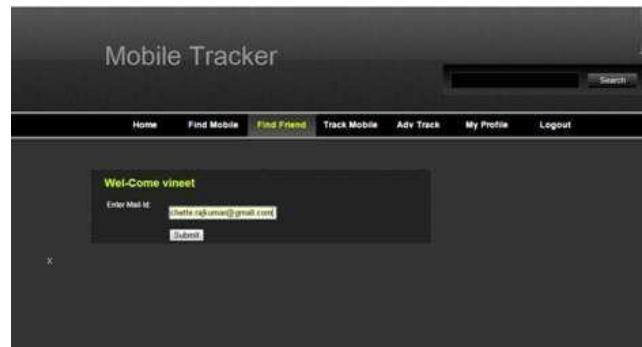 Mobile Tracker
Search
Home Find Mobile Find Friend Track Mobile Adv Track My Profile Logout
Wel-Come vineet
Enter Mail-Id:
chette.rajkumar@gmail.com
Submit
x